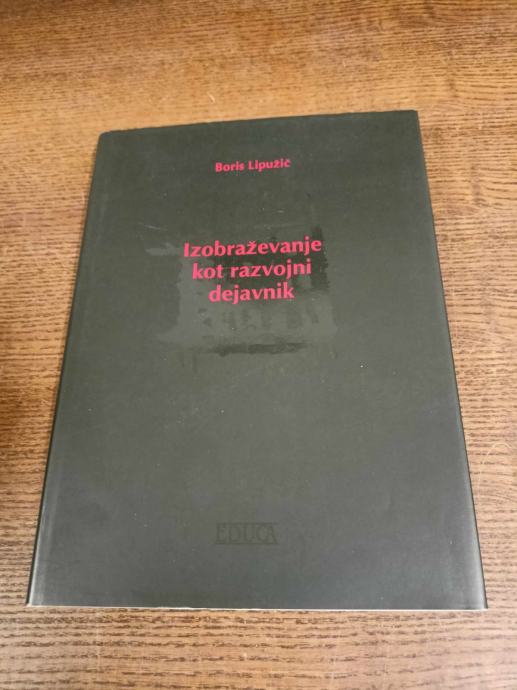 Boris Lipužič
Izobraževanje
kot razvojni
dejavnik
EDUCA